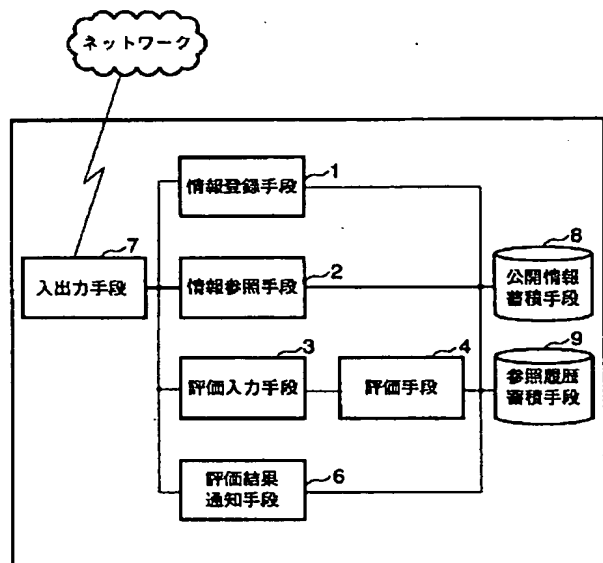 ネットワーク
1
情報登録手段
7
入出力手段
2
情報参照手段
8
公開情報
蓄積手段
3
評価入力手段
4
評価手段
9
参照履歴
蓄積手段
6
評価結果
通知手段